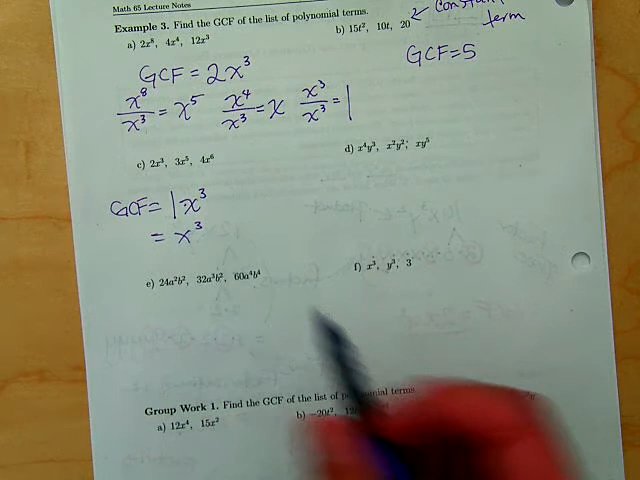 Math 65 Lecture Notes
Example 3. Find the GCF of the list of polynomial terms.
a) 2x⁸, 4x⁴, 12x³
b) 15t², 10t, 20
Constant
term
GCF = 2x³
GCF=5
x⁸/x³ = x⁵ x⁴/x³ = x x³/x³ = 1
c) 2x³, 3x⁵, 4x⁶
d) x⁴y³, x²y², xy⁵
GCF = 1x³
= x³
e) 24a²b², 32a³b², 60a⁴b⁴
f) x³, y³, 3
Group Work 1. Find the GCF of the list of polynomial terms.
a) 12x⁴, 15x²
b) −20t²,